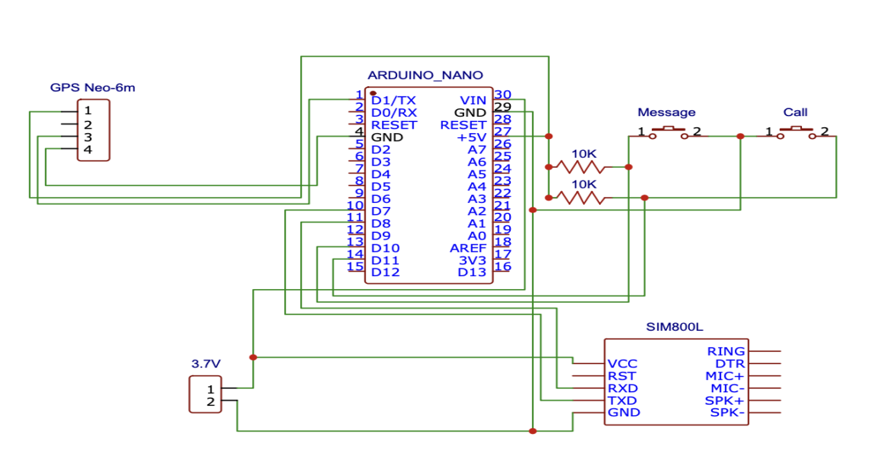 GPS Neo-6m
1
2
3
4
ARDUINO_NANO
1 D1/TX VIN 30
2 D0/RX GND 29
3 RESET RESET 28
4 GND +5V 27
5 D2 A7 26
6 D3 A6 25
7 D4 A5 24
8 D5 A4 23
9 D6 A3 22
10 D7 A2 21
11 D8 A1 20
12 D9 A0 19
13 D10 AREF 18
14 D11 3V3 17
15 D12 D13 16
Message Call
1 2 1 2
10K
10K
3.7V
1
2
SIM800L
RING
VCC DTR
RST MIC+
RXD MIC-
TXD SPK+
GND SPK-